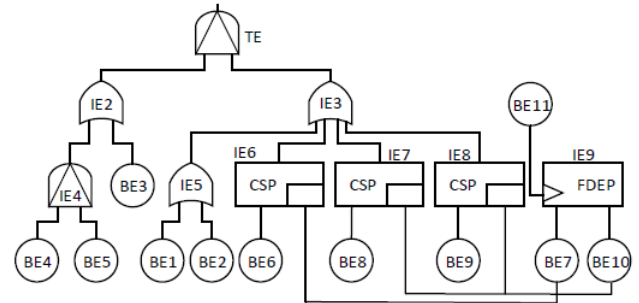 TE
IE2
IE3
BE11
IE6
IE7
IE8
IE9
CSP
CSP
CSP
FDEP
IE4
BE3
IE5
BE4
BE5
BE1
BE2
BE6
BE8
BE9
BE7
BE10